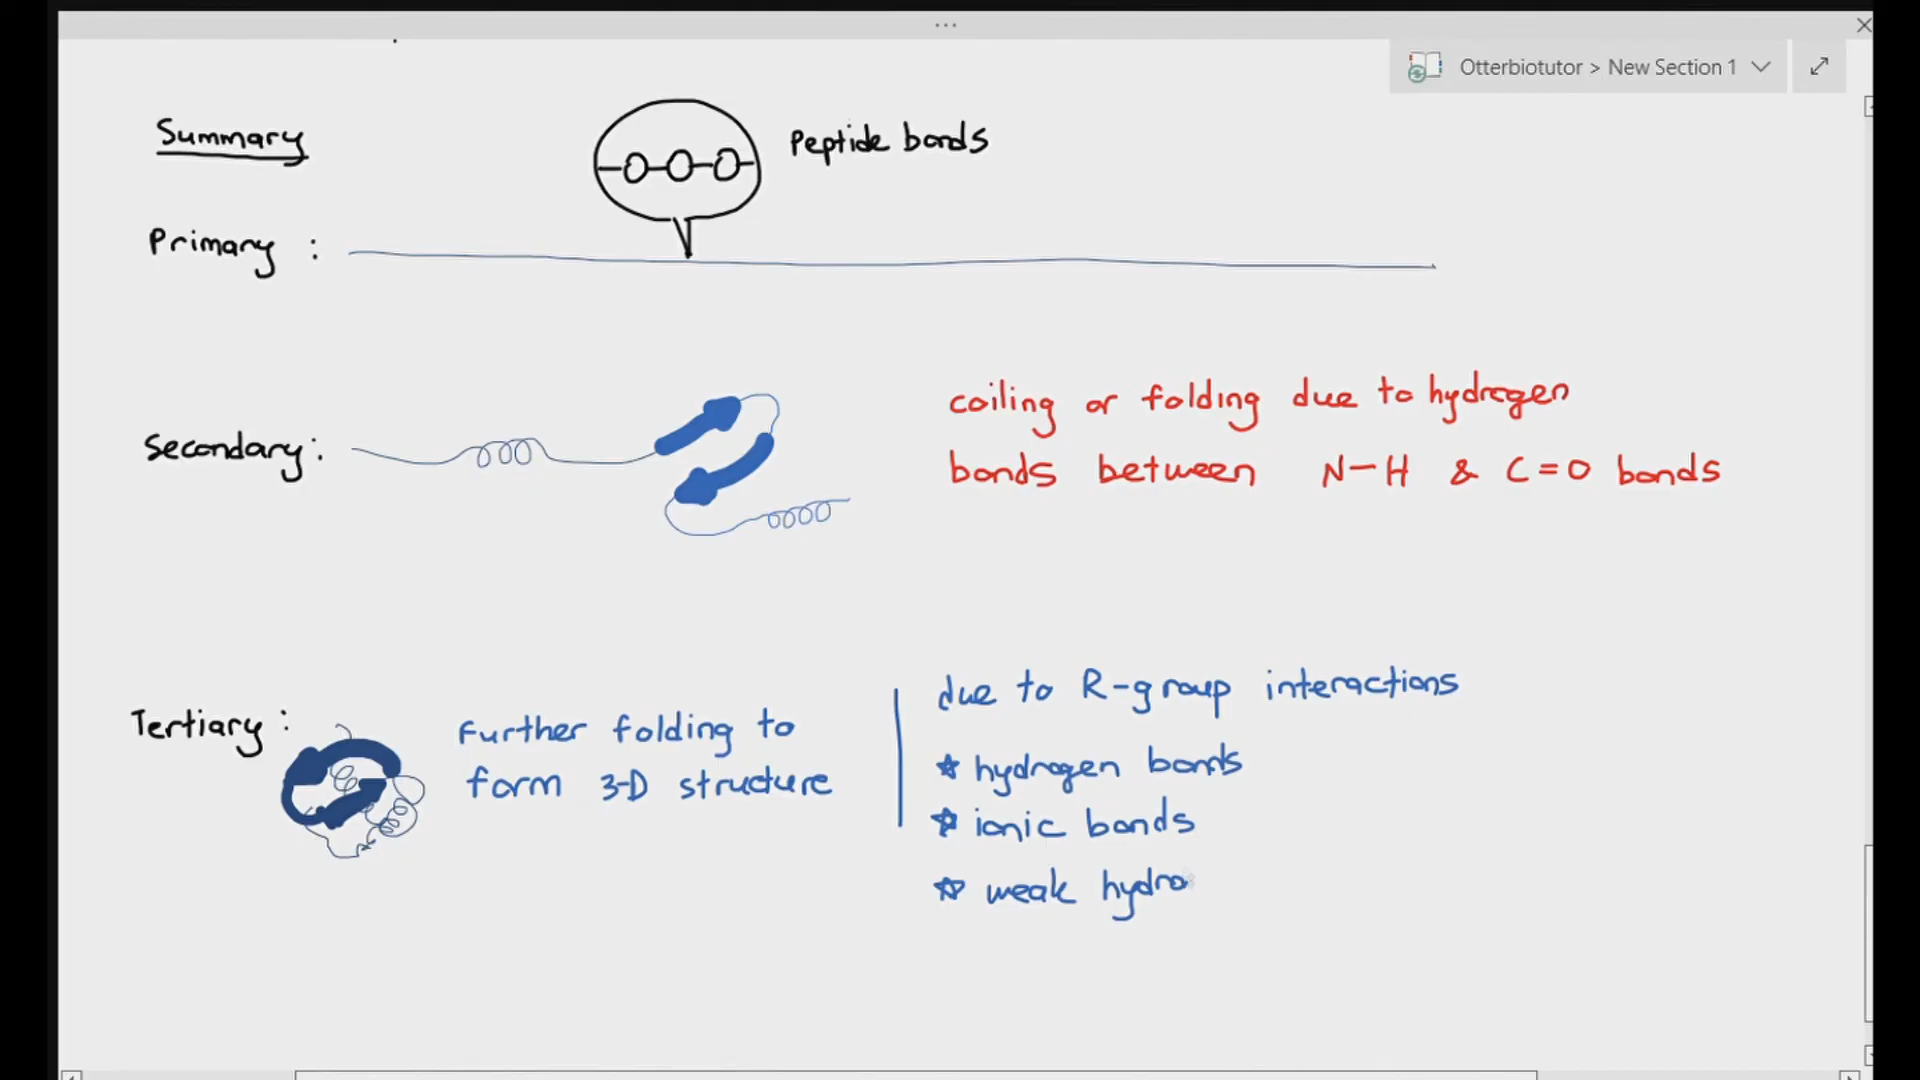 Otterbiotutor > New Section 1
Summary
Peptide bonds
Primary :
Secondary:
coiling or folding due to hydrogen
bonds between N-H & C=O bonds
Tertiary:
Further folding to
form 3-D structure
due to R-group interactions
hydrogen bonds
ionic bonds
weak hydro